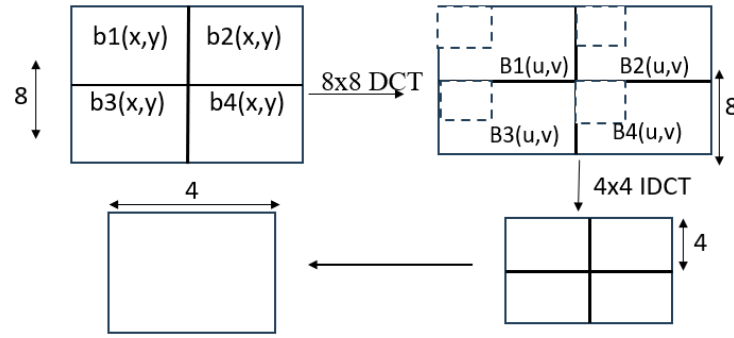 b1(x,y) b2(x,y)
8
b3(x,y) b4(x,y)
8x8 DCT
B1(u,v) B2(u,v)
B3(u,v) B4(u,v)
8
4x4 IDCT
4
4